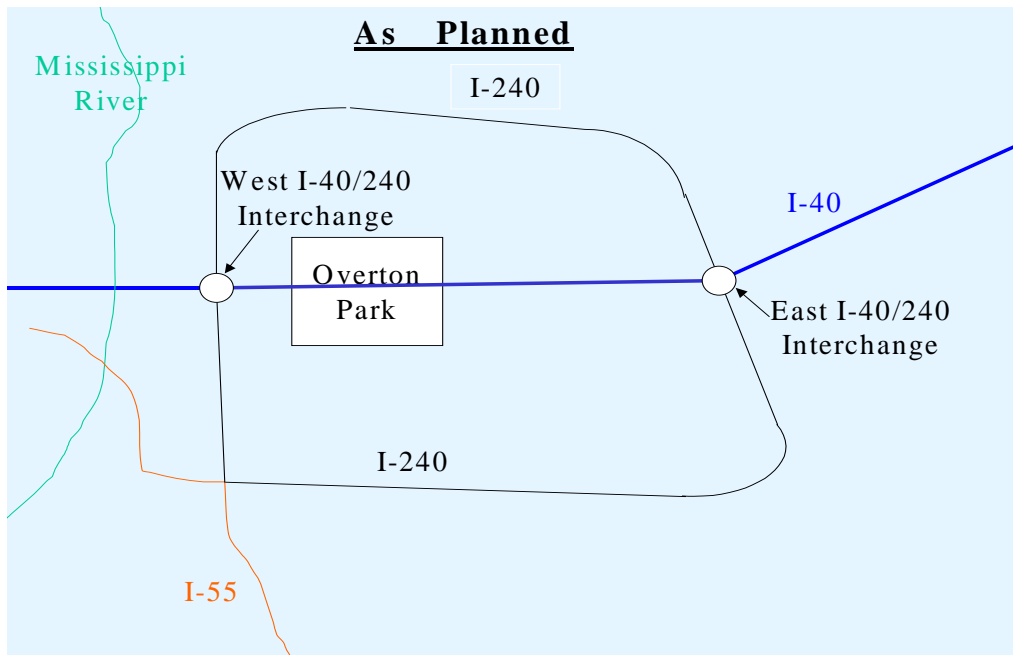 As Planned
Mississippi
River
I-240
West I-40/240
Interchange
I-40
Overton
Park
East I-40/240
Interchange
I-240
I-55